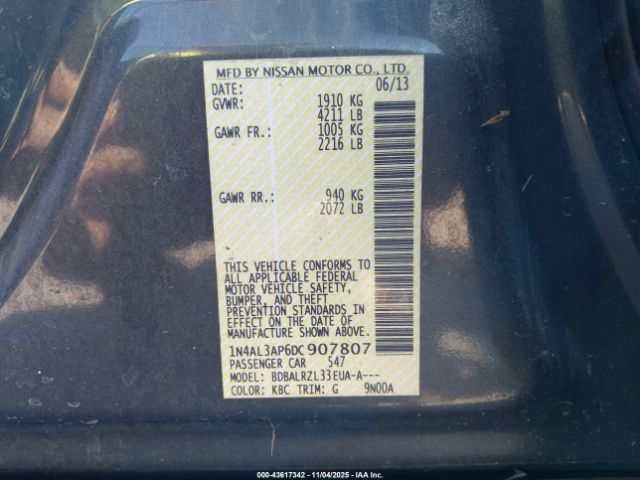 MFD BY NISSAN MOTOR CO., LTD.
DATE: 06/13
GVWR: 1910 KG
4211 LB
GAWR FR.: 1005 KG
2216 LB
GAWR RR.: 940 KG
2072 LB
THIS VEHICLE CONFORMS TO
ALL APPLICABLE FEDERAL
MOTOR VEHICLE SAFETY,
BUMPER, AND THEFT
PREVENTION STANDARDS IN
EFFECT ON THE DATE OF
MANUFACTURE SHOWN ABOVE.
1N4AL3AP6DC907807
PASSENGER CAR 547
MODEL: BDBALRZL33EUA-A---
COLOR: KBC TRIM: G 9N00A
00-43617342 - 11/04/2025 - IAA Inc.